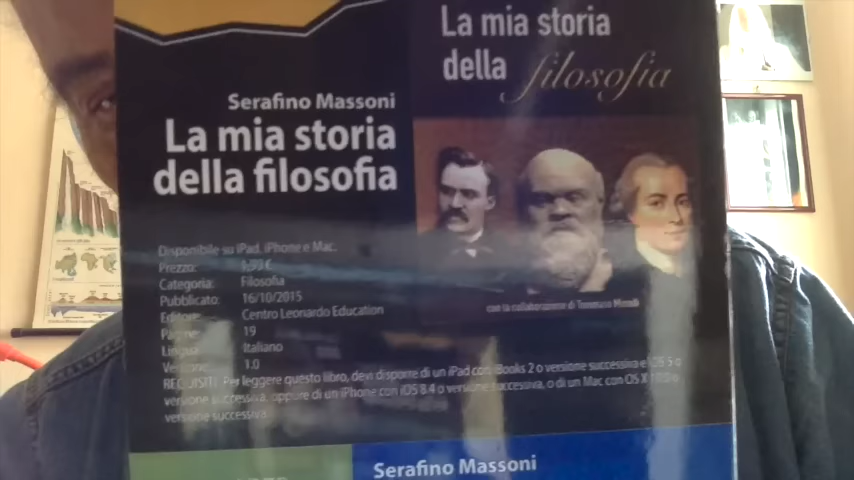 La mia storia
della filosofia
Serafino Massoni
La mia storia
della filosofia
Disponibile su iPad, iPhone e Mac.
Prezzo: 1,99 €
Categoria: Filosofia
Pubblicato: 16/10/2015
Editore: Centro Leonardo Education
Pagine: 19
Lingua: Italiano
Versione: 1.0
REQUISITI: Per leggere questo libro, devi disporre di un iPad con iBooks 2 o versione successiva e iOS 5 o
versione successiva, oppure di un iPhone con iOS 8.4 o versione successiva, o di un Mac con OS X
versione successiva.
con la collaborazione di Tommaso
Serafino Massoni